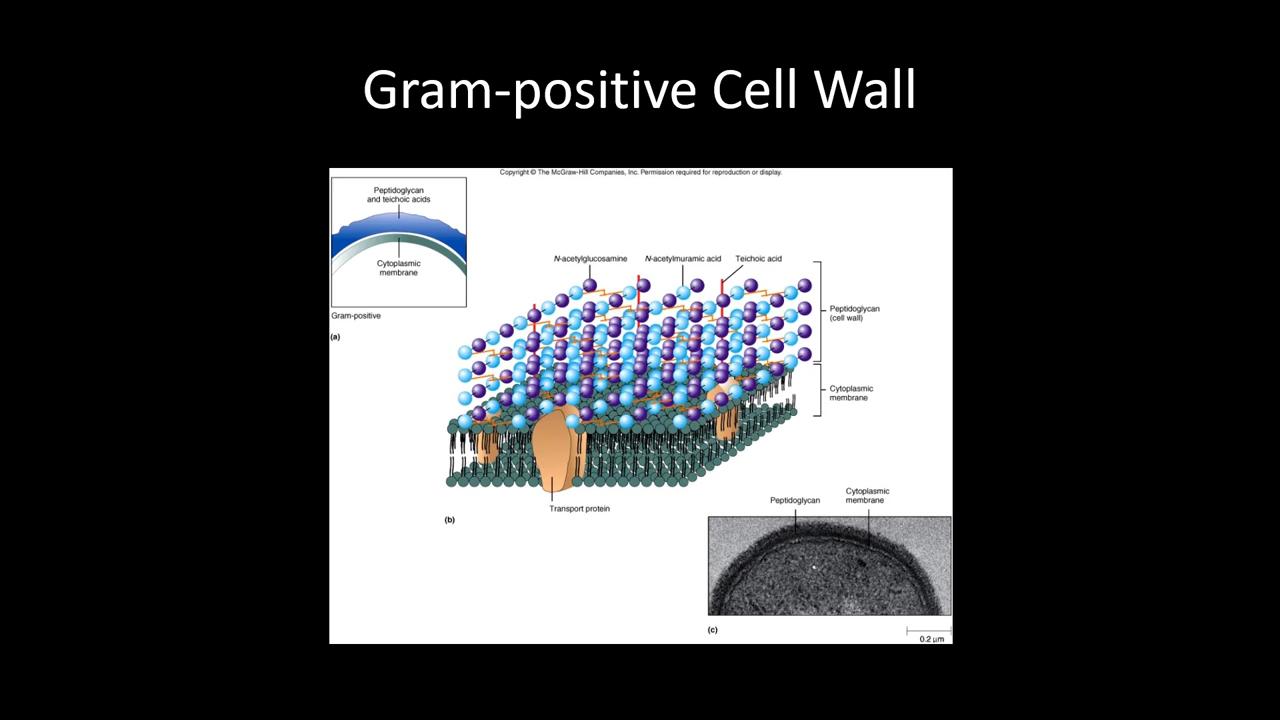 Gram-positive Cell Wall
Copyright © The McGraw-Hill Companies, Inc. Permission required for reproduction or display.
Peptidoglycan
and teichoic acids
Cytoplasmic
membrane
Gram-positive
(a)
N-acetylglucosamine
N-acetylmuramic acid
Teichoic acid
Peptidoglycan
(cell wall)
Cytoplasmic
membrane
Transport protein
(b)
Peptidoglycan
Cytoplasmic
membrane
(c)
0.2 µm